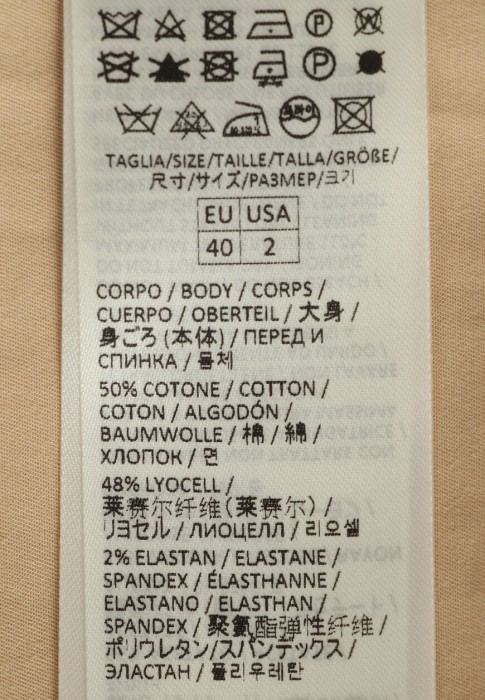 TAGLIA/SIZE/TAILLE/TALLA/GRÖßE/
尺寸/サイズ/РАЗМЕР/크기
EU USA
40 2
CORPO / BODY / CORPS /
CUERPO / OBERTEIL / 大身 /
身ごろ (本体) / ПЕРЕД И
СПИНКА / 몸체
50% COTONE / COTTON /
COTON / ALGODÓN /
BAUMWOLLE / 棉 / 綿 /
ХЛОПОК / 면
48% LYOCELL /
莱赛尔纤维(莱赛尔) /
リヨセル / ЛИОЦЕЛЛ / 리오셀
2% ELASTAN / ELASTANE /
SPANDEX / ÉLASTHANNE /
ELASTANO / ELASTHAN /
SPANDEX / 聚氨酯弹性纤维 /
ポリウレタン/スパンデックス /
ЭЛАСТАН / 폴리우레탄